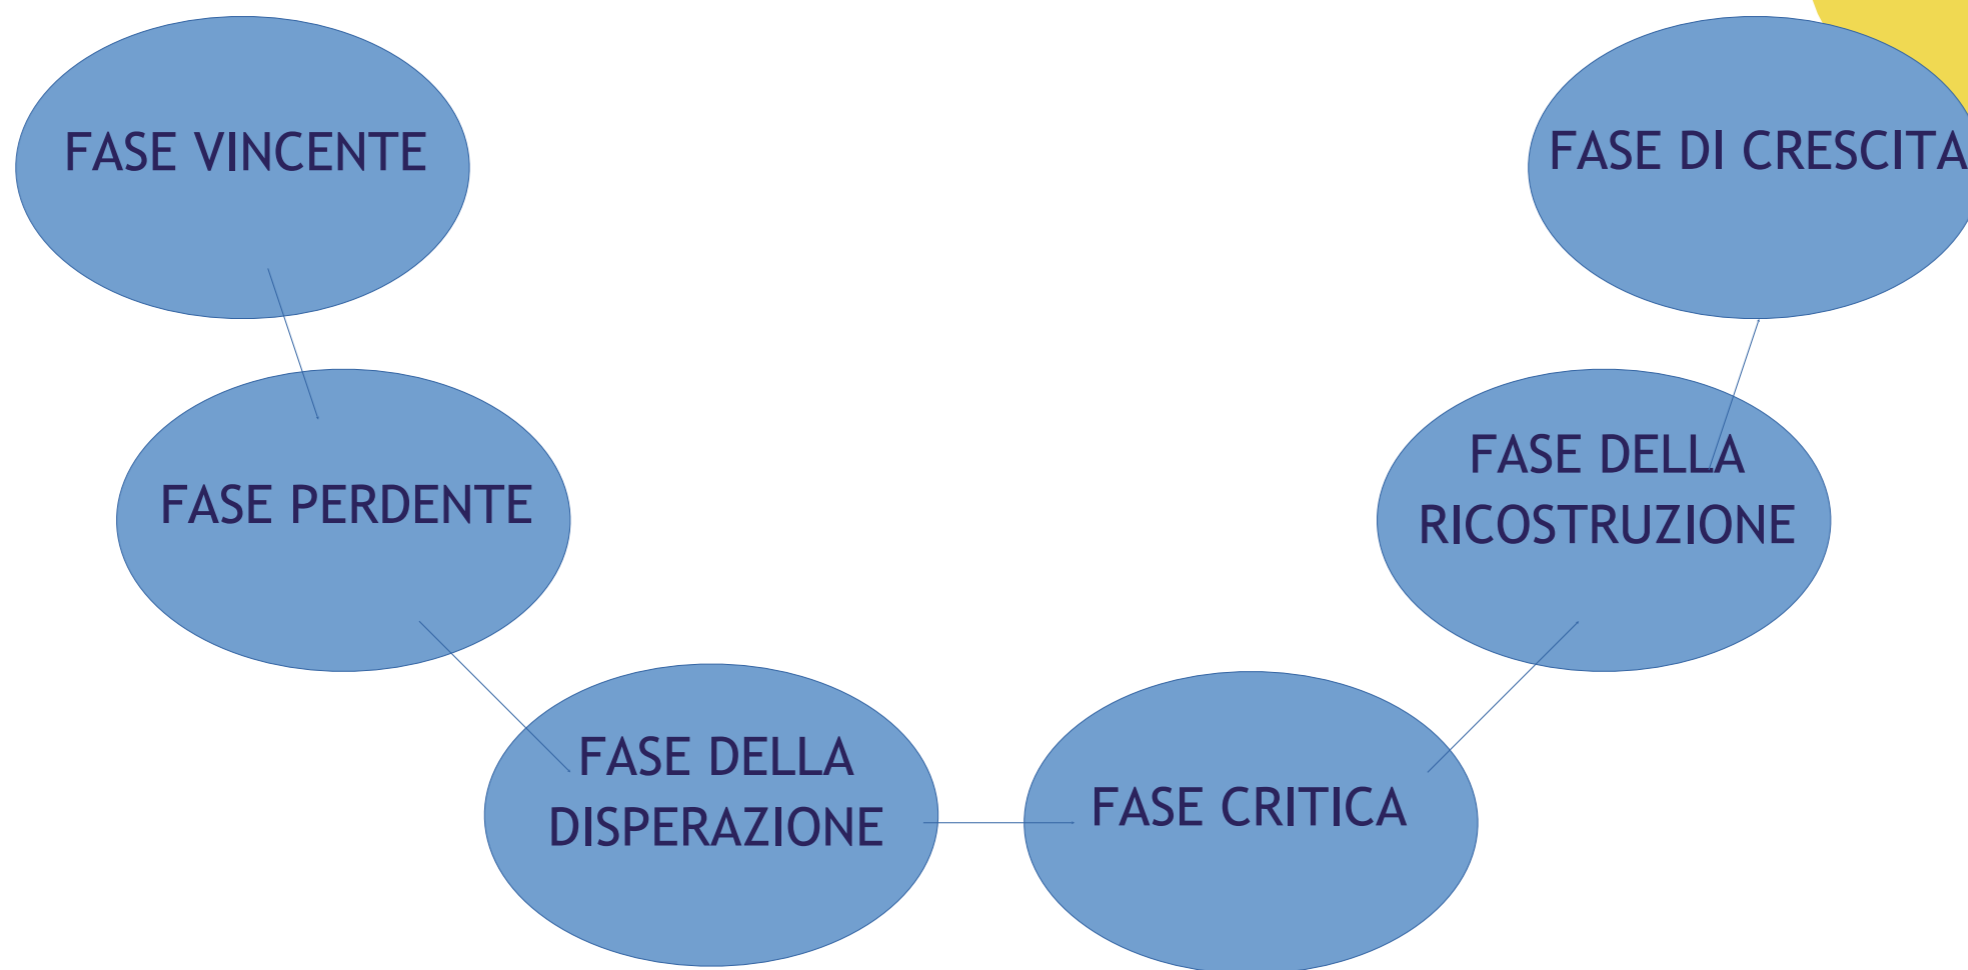 FASE VINCENTE
FASE PERDENTE
FASE DELLA
DISPERAZIONE
FASE CRITICA
FASE DELLA
RICOSTRUZIONE
FASE DI CRESCITA